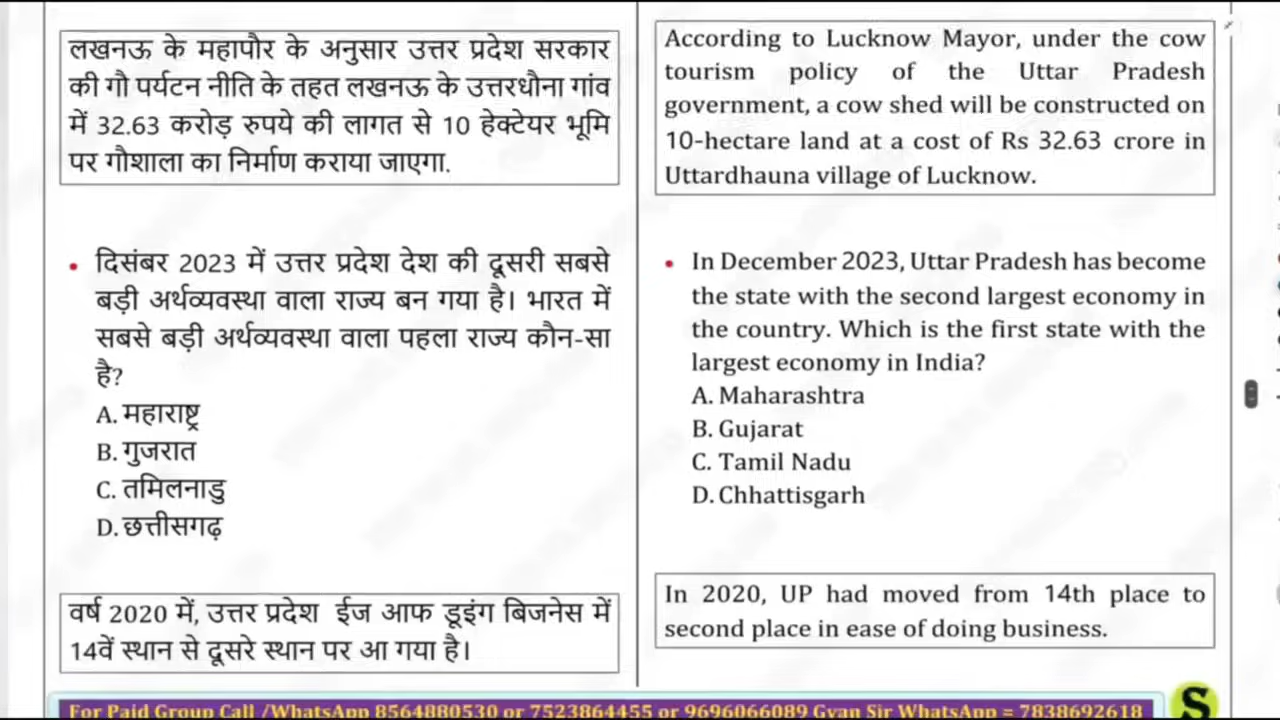 लखनऊ के महापौर के अनुसार उत्तर प्रदेश सरकार
की गौ पर्यटन नीति के तहत लखनऊ के उत्तरधौना गांव
में 32.63 करोड़ रुपये की लागत से 10 हेक्टेयर भूमि
पर गौशाला का निर्माण कराया जाएगा.
• दिसंबर 2023 में उत्तर प्रदेश देश की दूसरी सबसे
बड़ी अर्थव्यवस्था वाला राज्य बन गया है। भारत में
सबसे बड़ी अर्थव्यवस्था वाला पहला राज्य कौन-सा
है?
A. महाराष्ट्र
B. गुजरात
C. तमिलनाडु
D. छत्तीसगढ़
वर्ष 2020 में, उत्तर प्रदेश ईज आफ डूइंग बिजनेस में
14वें स्थान से दूसरे स्थान पर आ गया है।
According to Lucknow Mayor, under the cow
tourism policy of the Uttar Pradesh
government, a cow shed will be constructed on
10-hectare land at a cost of Rs 32.63 crore in
Uttardhauna village of Lucknow.
• In December 2023, Uttar Pradesh has become
the state with the second largest economy in
the country. Which is the first state with the
largest economy in India?
A. Maharashtra
B. Gujarat
C. Tamil Nadu
D. Chhattisgarh
In 2020, UP had moved from 14th place to
second place in ease of doing business.
For Paid Group Call /WhatsApp 8564880530 or 7523864455 or 9696066089 Gyan Sir WhatsApp = 7838692618
S